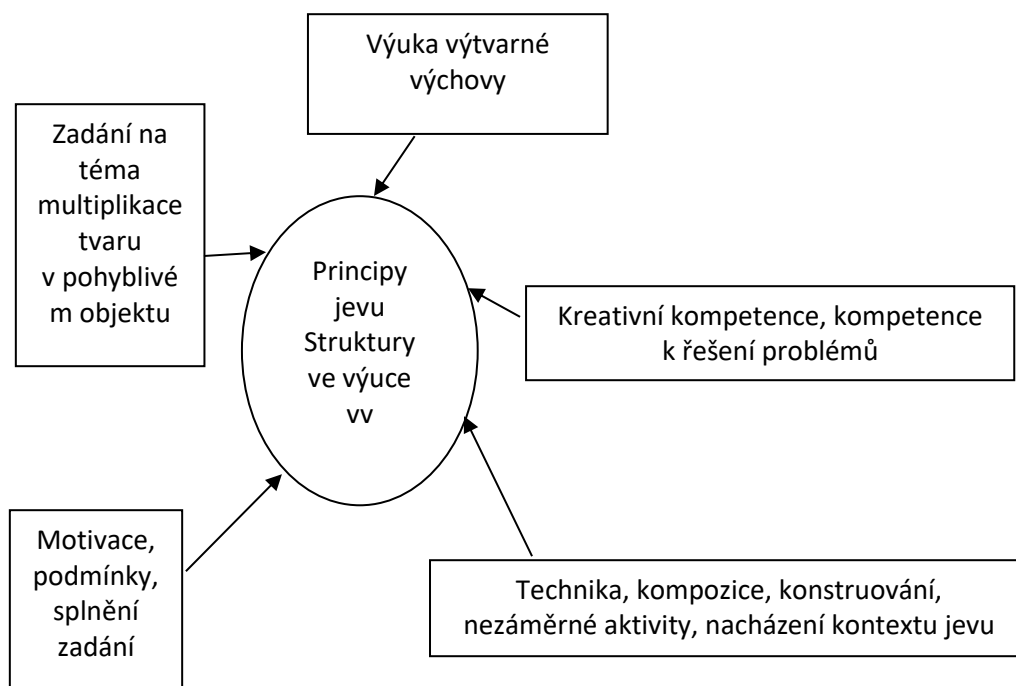 Výuka výtvarné
výchovy
Zadání na
téma
multiplikace
tvaru
v pohyblivé
m objektu
Principy
jevu
Struktury
ve výuce
vv
Kreativní kompetence, kompetence
k řešení problémů
Motivace,
podmínky,
splnění
zadání
Technika, kompozice, konstruování,
nezáměrné aktivity, nacházení kontextu jevu